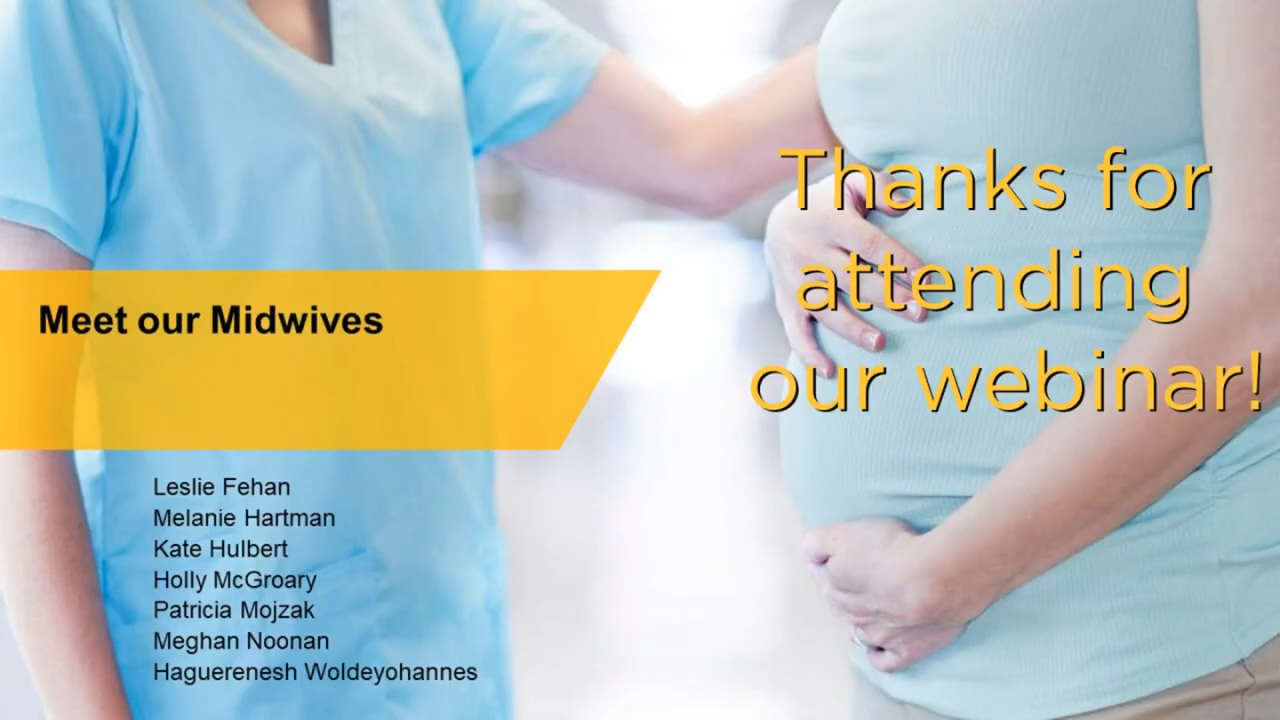 Meet our Midwives
Leslie Fehan
Melanie Hartman
Kate Hulbert
Holly McGroary
Patricia Mojzak
Meghan Noonan
Haguerenesh Woldeyohannes
Thanks for
attending
our webinar!